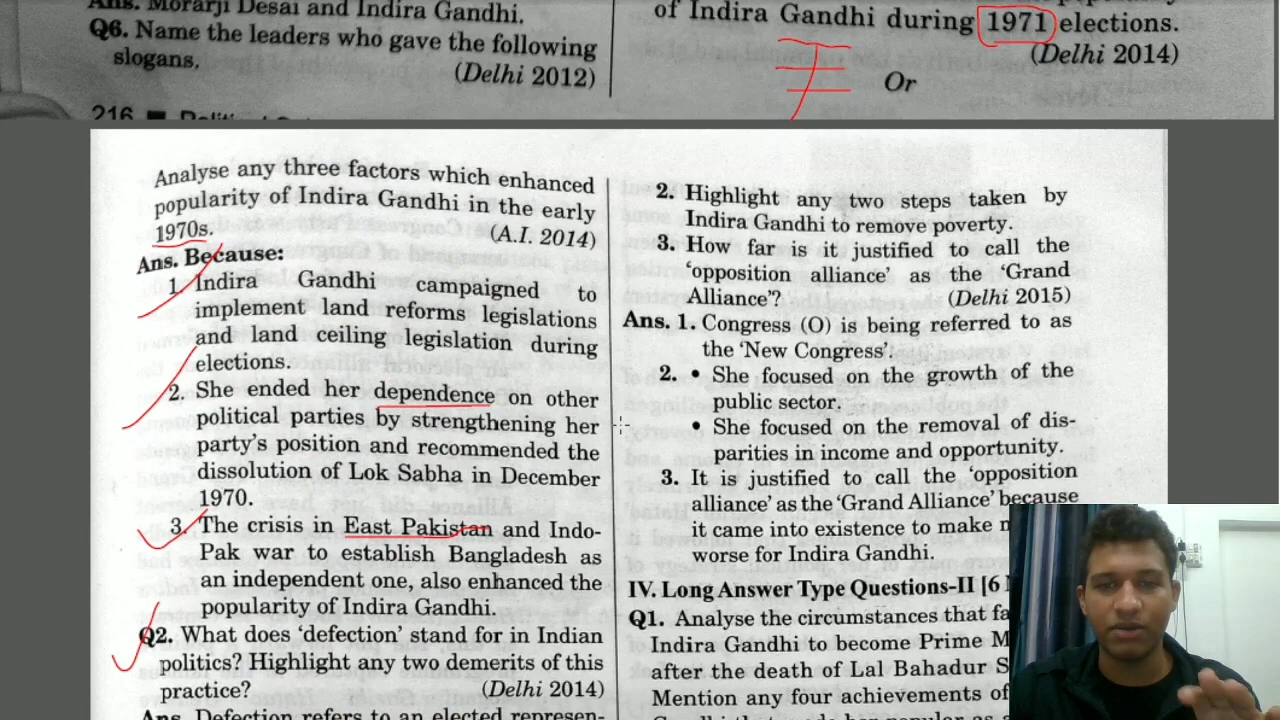 Ans. Morarji Desai and Indira Gandhi.
Q6. Name the leaders who gave the following
slogans. (Delhi 2012)
of Indira Gandhi during 1971 elections.
(Delhi 2014)
Or
216
Analyse any three factors which enhanced
popularity of Indira Gandhi in the early
1970s. (A.I. 2014)
Ans. Because:
1. Indira Gandhi campaigned to
implement land reforms legislations
and land ceiling legislation during
elections.
2. She ended her dependence on other
political parties by strengthening her
party's position and recommended the
dissolution of Lok Sabha in December
1970.
3. The crisis in East Pakistan and Indo-
Pak war to establish Bangladesh as
an independent one, also enhanced the
popularity of Indira Gandhi.
Q2. What does 'defection' stand for in Indian
politics? Highlight any two demerits of this
practice? (Delhi 2014)
Ans. Defection refers to an elected represen-
2. Highlight any two steps taken by
Indira Gandhi to remove poverty.
3. How far is it justified to call the
'opposition alliance' as the 'Grand
Alliance'? (Delhi 2015)
Ans. 1. Congress (O) is being referred to as
the 'New Congress'.
2. • She focused on the growth of the
public sector.
• She focused on the removal of dis-
parities in income and opportunity.
3. It is justified to call the 'opposition
alliance' as the 'Grand Alliance' because
it came into existence to make
worse for Indira Gandhi.
IV. Long Answer Type Questions-II [6
Q1. Analyse the circumstances that
Indira Gandhi to become Prime
after the death of Lal Bahadur
Mention any four achievements of